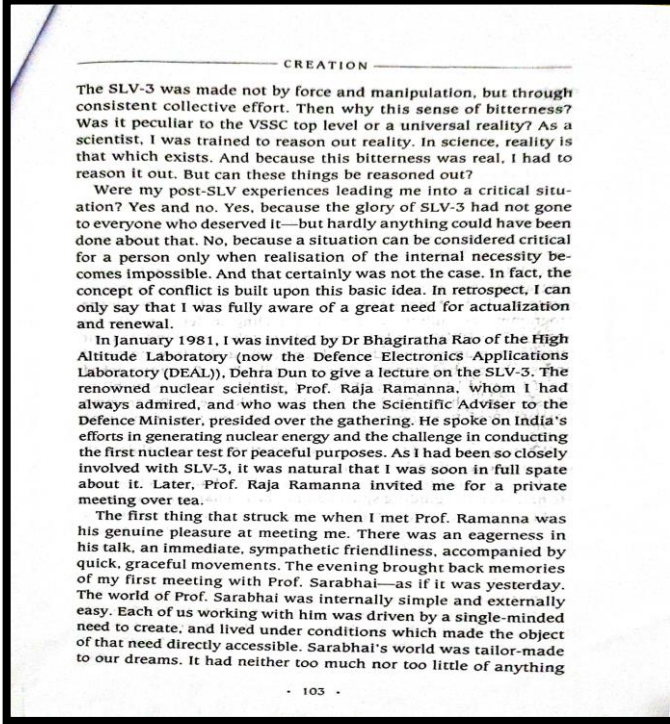 CREATION
The SLV-3 was made not by force and manipulation, but through
consistent collective effort. Then why this sense of bitterness?
Was it peculiar to the VSSC top level or a universal reality? As a
scientist, I was trained to reason out reality. In science, reality is
that which exists. And because this bitterness was real, I had to
reason it out. But can these things be reasoned out?
Were my post-SLV experiences leading me into a critical situ-
ation? Yes and no. Yes, because the glory of SLV-3 had not gone
to everyone who deserved it—but hardly anything could have been
done about that. No, because a situation can be considered critical
for a person only when realisation of the internal necessity be-
comes impossible. And that certainly was not the case. In fact, the
concept of conflict is built upon this basic idea. In retrospect, I can
only say that I was fully aware of a great need for actualization
and renewal.
In January 1981, I was invited by Dr Bhagiratha Rao of the High
Altitude Laboratory (now the Defence Electronics Applications
Laboratory (DEAL)), Dehra Dun to give a lecture on the SLV-3. The
renowned nuclear scientist, Prof. Raja Ramanna, whom I had
always admired, and who was then the Scientific Adviser to the
Defence Minister, presided over the gathering. He spoke on India's
efforts in generating nuclear energy and the challenge in conducting
the first nuclear test for peaceful purposes. As I had been so closely
involved with SLV-3, it was natural that I was soon in full spate
about it. Later, Prof. Raja Ramanna invited me for a private
meeting over tea.
The first thing that struck me when I met Prof. Ramanna was
his genuine pleasure at meeting me. There was an eagerness in
his talk, an immediate, sympathetic friendliness, accompanied by
quick, graceful movements. The evening brought back memories
of my first meeting with Prof. Sarabhai—as if it was yesterday.
The world of Prof. Sarabhai was internally simple and externally
easy. Each of us working with him was driven by a single-minded
need to create, and lived under conditions which made the object
of that need directly accessible. Sarabhai's world was tailor-made
to our dreams. It had neither too much nor too little of anything
· 103 ·